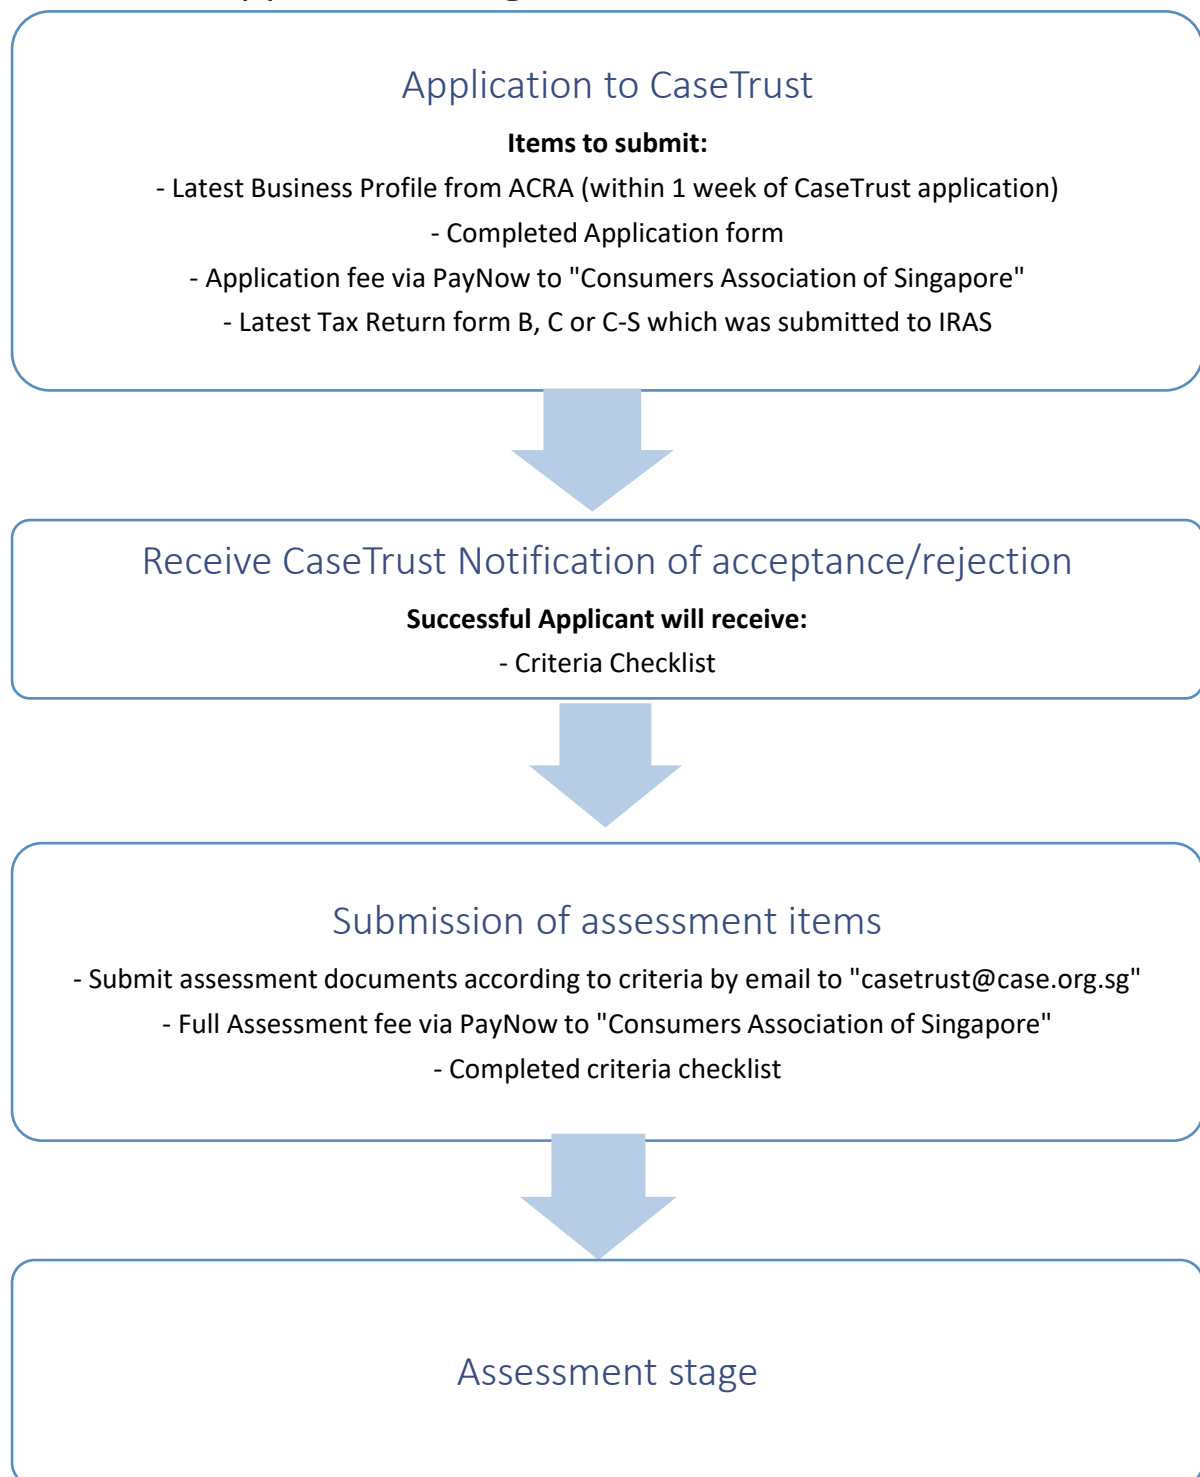 Application to CaseTrust
Items to submit:
- Latest Business Profile from ACRA (within 1 week of CaseTrust application)
- Completed Application form
- Application fee via PayNow to "Consumers Association of Singapore"
- Latest Tax Return form B, C or C-S which was submitted to IRAS
Receive CaseTrust Notification of acceptance/rejection
Successful Applicant will receive:
- Criteria Checklist
Submission of assessment items
- Submit assessment documents according to criteria by email to "casetrust@case.org.sg"
- Full Assessment fee via PayNow to "Consumers Association of Singapore"
- Completed criteria checklist
Assessment stage